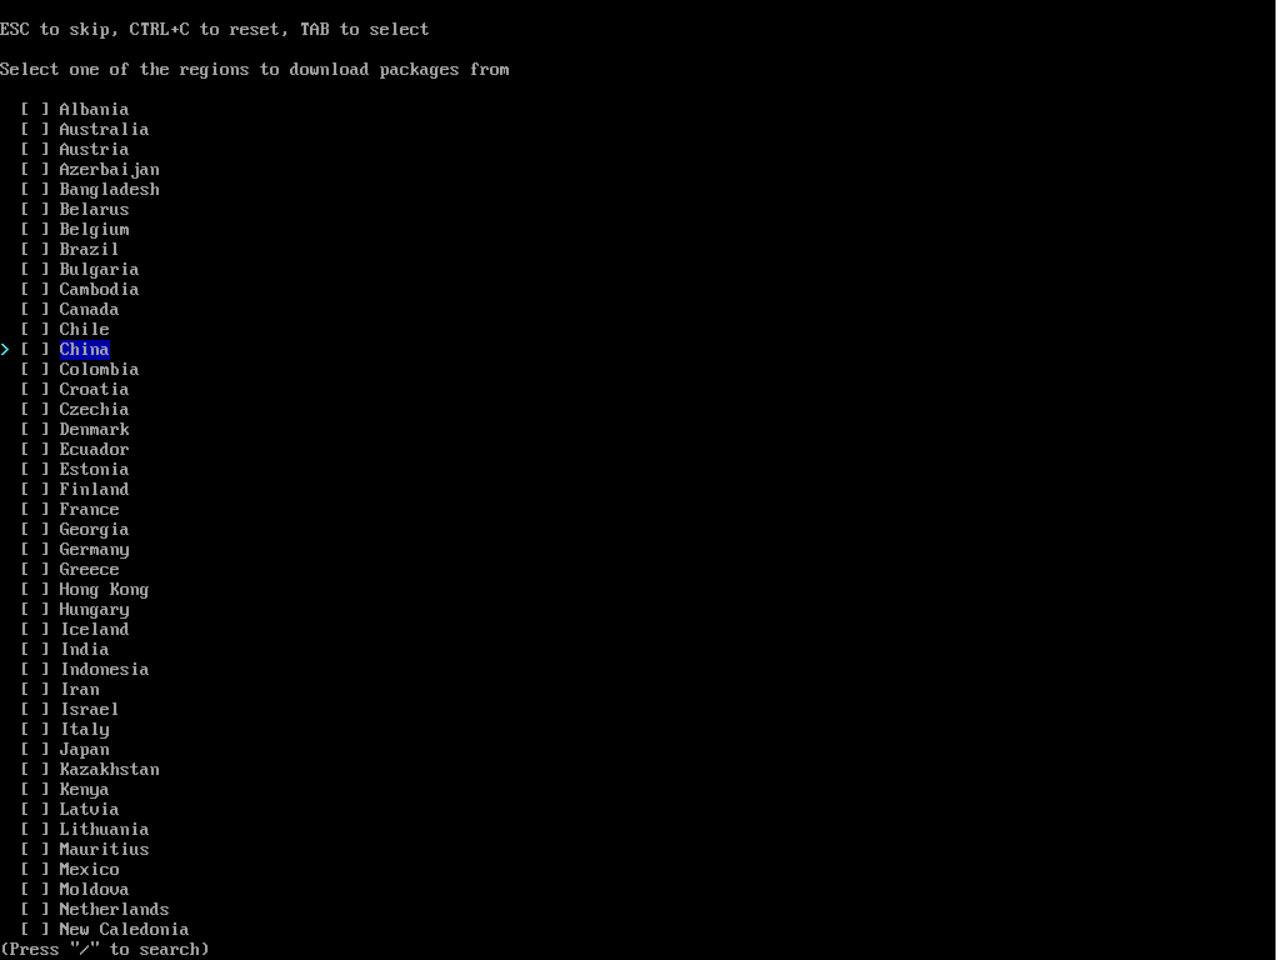 ESC to skip, CTRL+C to reset, TAB to select
Select one of the regions to download packages from
[ ] Albania
[ ] Australia
[ ] Austria
[ ] Azerbaijan
[ ] Bangladesh
[ ] Belarus
[ ] Belgium
[ ] Brazil
[ ] Bulgaria
[ ] Cambodia
[ ] Canada
[ ] Chile
> [ ] China
[ ] Colombia
[ ] Croatia
[ ] Czechia
[ ] Denmark
[ ] Ecuador
[ ] Estonia
[ ] Finland
[ ] France
[ ] Georgia
[ ] Germany
[ ] Greece
[ ] Hong Kong
[ ] Hungary
[ ] Iceland
[ ] India
[ ] Indonesia
[ ] Iran
[ ] Israel
[ ] Italy
[ ] Japan
[ ] Kazakhstan
[ ] Kenya
[ ] Latvia
[ ] Lithuania
[ ] Mauritius
[ ] Mexico
[ ] Moldova
[ ] Netherlands
[ ] New Caledonia
(Press "/" to search)